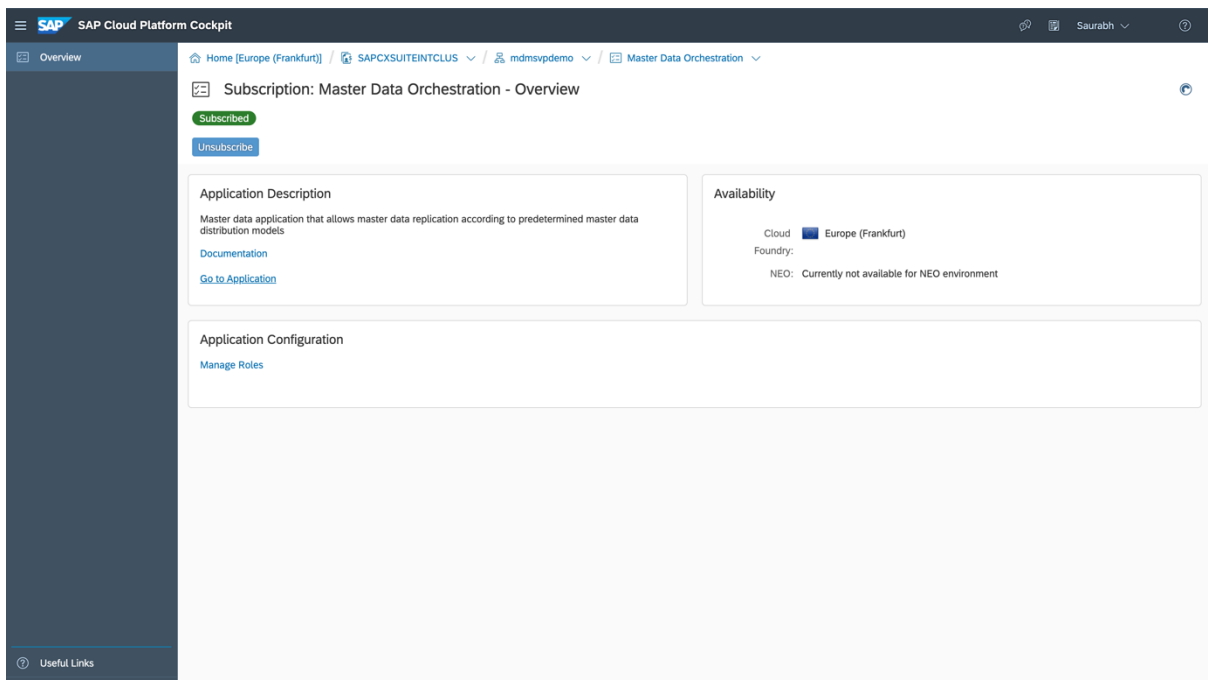 SAP SAP Cloud Platform Cockpit Saurabh
Overview
Home [Europe (Frankfurt)] / SAPCXSUITEINTCLUS / mdmsvpdemo / Master Data Orchestration
Subscription: Master Data Orchestration - Overview
Subscribed
Unsubscribe
Application Description
Master data application that allows master data replication according to predetermined master data
distribution models
Documentation
Go to Application
Availability
Cloud Europe (Frankfurt)
Foundry:
NEO: Currently not available for NEO environment
Application Configuration
Manage Roles
Useful Links